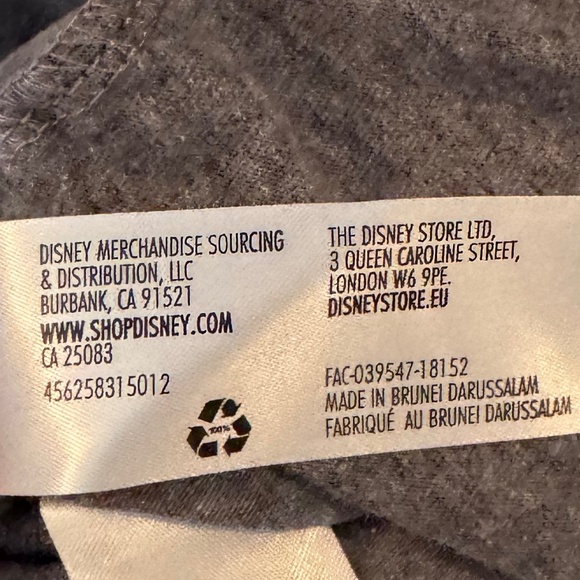 DISNEY MERCHANDISE SOURCING
& DISTRIBUTION, LLC
BURBANK, CA 91521
WWW.SHOPDISNEY.COM
CA 25083
456258315012
100%
THE DISNEY STORE LTD,
3 QUEEN CAROLINE STREET,
LONDON W6 9PE.
DISNEYSTORE.EU
FAC-039547-18152
MADE IN BRUNEI DARUSSALAM
FABRIQUÉ AU BRUNEI DARUSSALAM